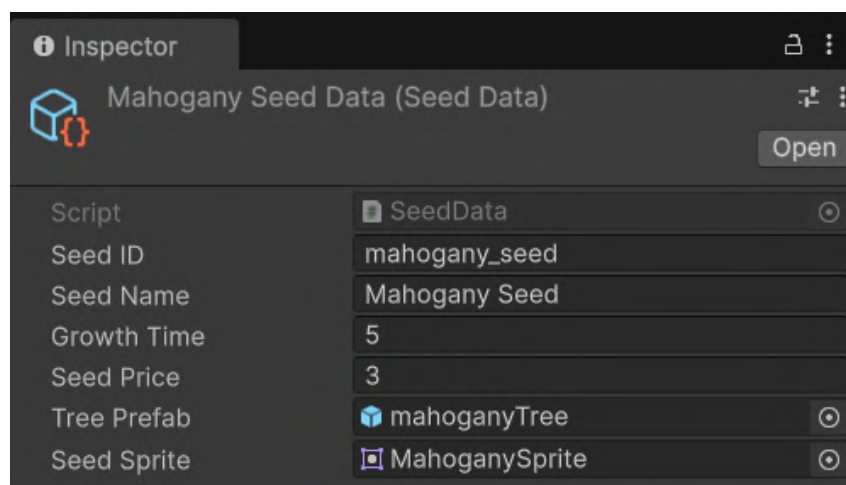 Inspector
Mahogany Seed Data (Seed Data)
Open
Script SeedData
Seed ID mahogany_seed
Seed Name Mahogany Seed
Growth Time 5
Seed Price 3
Tree Prefab mahoganyTree
Seed Sprite MahoganySprite